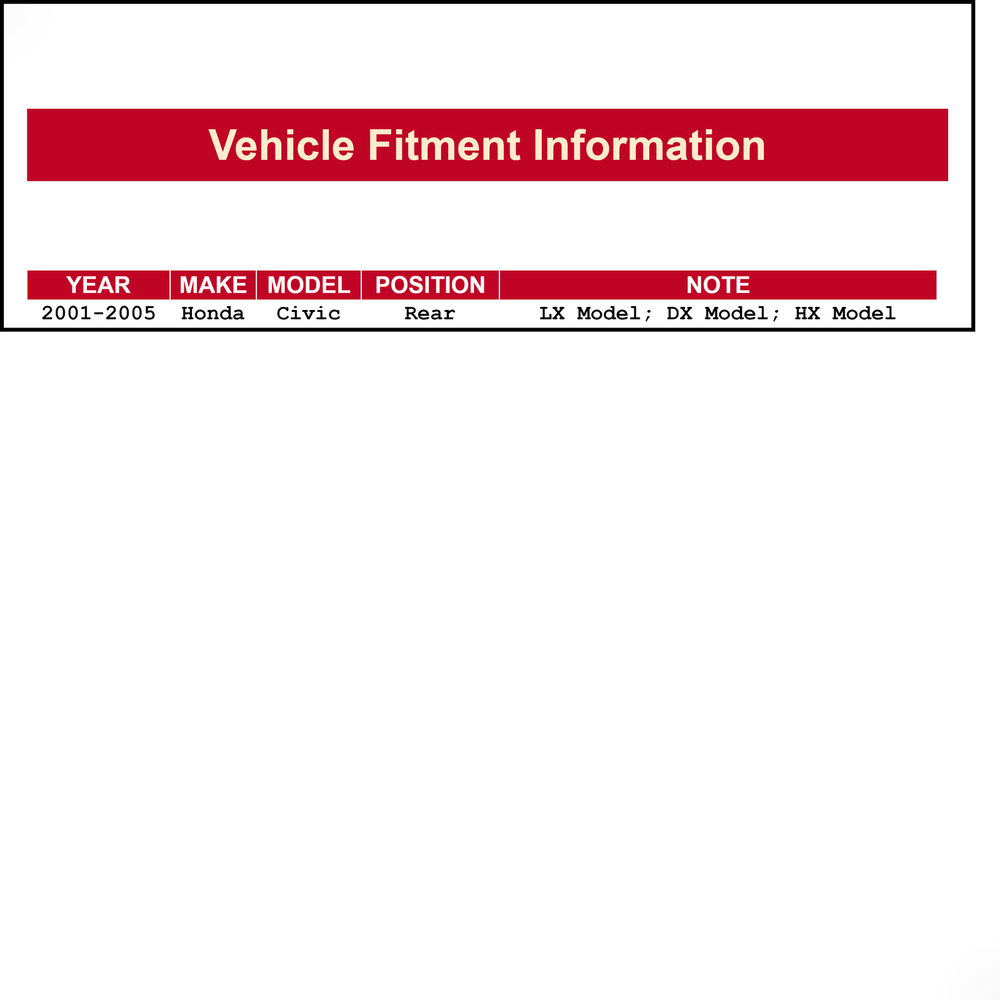 Vehicle Fitment Information
YEAR MAKE MODEL POSITION NOTE
2001-2005 Honda Civic Rear LX Model; DX Model; HX Model